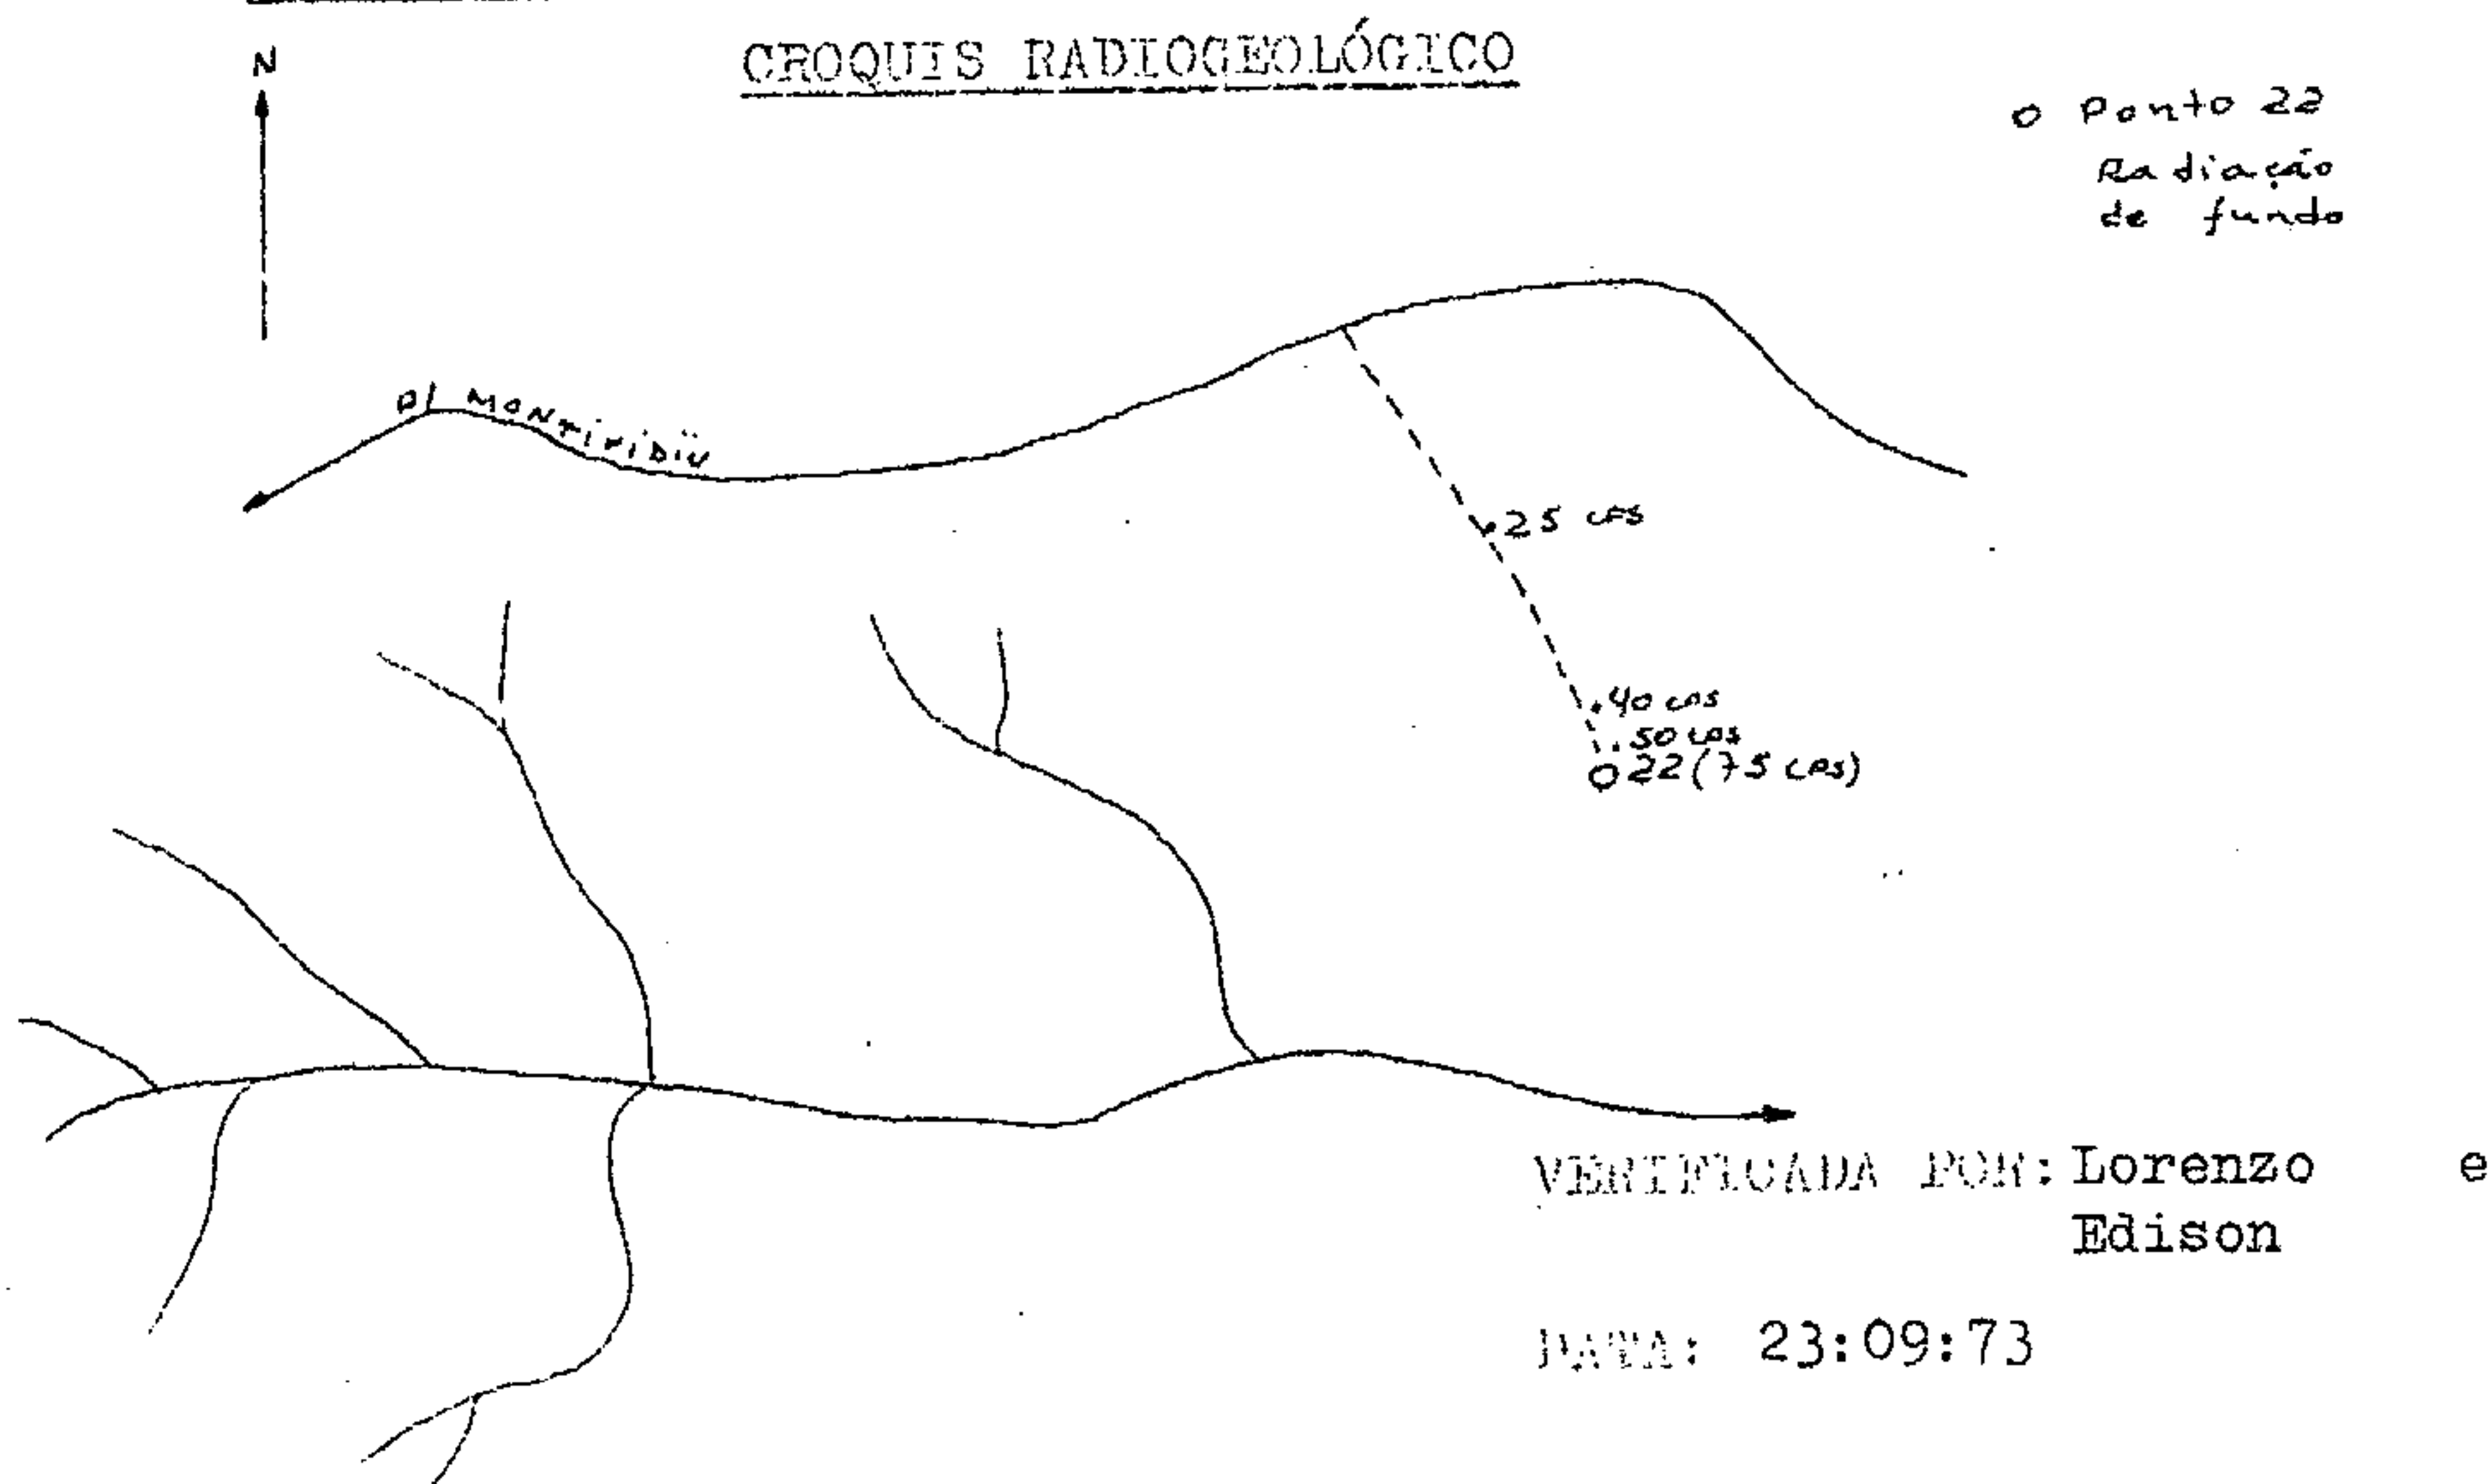 CROQUIS RADIOGEOLÓGICO
N
o Ponto 22
Radiação
de fundo
p/ MONTIVIDIU
.25 cps
.40 cps
.50 cps
O 22 (75 cps)
VERIFICADA POR: Lorenzo e
Edison
DATA: 23:09:73